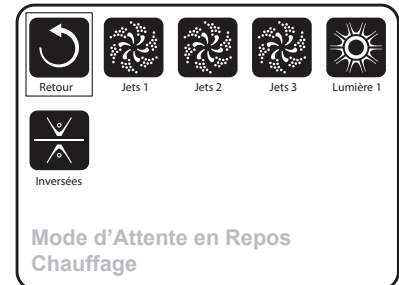 Retour Jets 1 Jets 2 Jets 3 Lumière 1
Inversées
Mode d'Attente en Repos
Chauffage